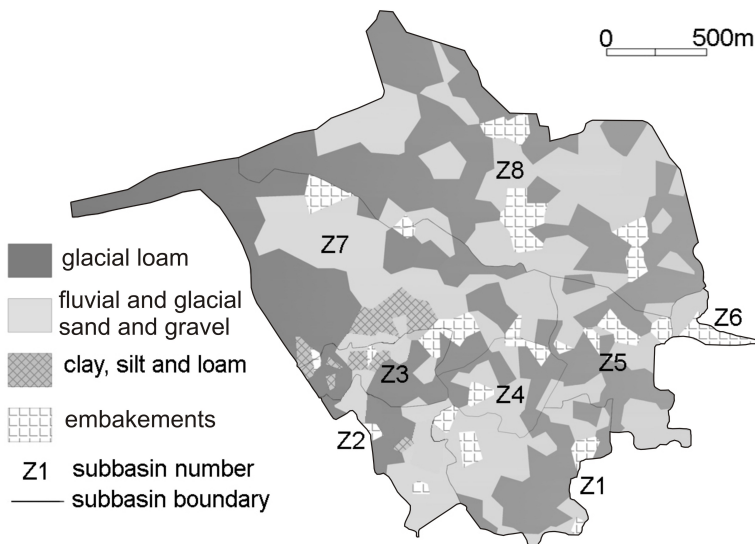 0 500m
Z8
Z7
glacial loam
fluvial and glacial
sand and gravel
Z6
clay, silt and loam
Z3
Z5
Z4
embakements
Z2
Z1 subbasin number
Z1
subbasin boundary